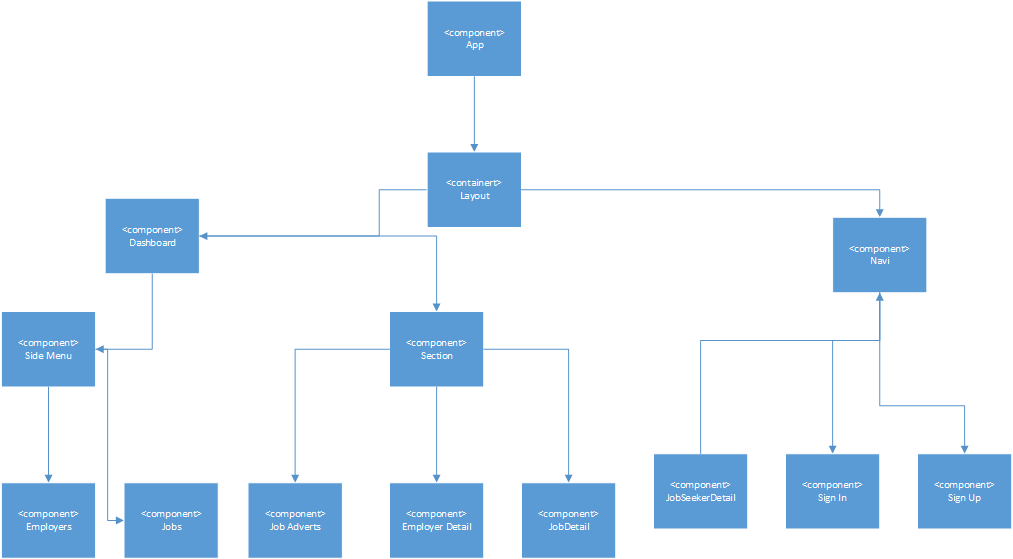 <component>
App
<containert>
Layout
<component>
Dashboard
<component>
Navi
<component>
Side Menu
<component>
Section
<component>
JobSeekerDetail
<component>
Sign In
<component>
Sign Up
<component>
Employers
<component>
Jobs
<component>
Job Adverts
<component>
Employer Detail
<component>
JobDetail